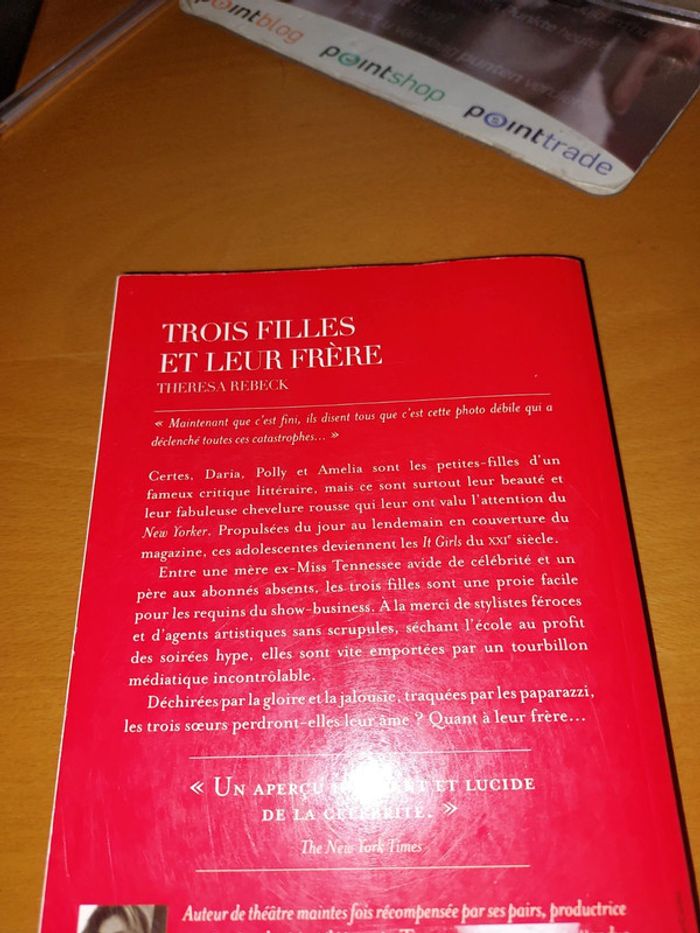 pointblog
pointshop
punten
pointtrade
TROIS FILLES
ET LEUR FRÈRE
THERESA REBECK
« Maintenant que c'est fini, ils disent tous que c'est cette photo débile qui a
déclenché toutes ces catastrophes... »
Certes, Daria, Polly et Amelia sont les petites-filles d'un
fameux critique littéraire, mais ce sont surtout leur beauté et
leur fabuleuse chevelure rousse qui leur ont valu l'attention du
New Yorker. Propulsées du jour au lendemain en couverture du
magazine, ces adolescentes deviennent les It Girls du XXIe siècle.
Entre une mère ex-Miss Tennessee avide de célébrité et un
père aux abonnés absents, les trois filles sont une proie facile
pour les requins du show-business. À la merci de stylistes féroces
et d'agents artistiques sans scrupules, séchant l'école au profit
des soirées hype, elles sont vite emportées par un tourbillon
médiatique incontrôlable.
Déchirées par la gloire et la jalousie, traquées par les paparazzi,
les trois sœurs perdront-elles leur âme ? Quant à leur frère...
« UN APERÇU ET LUCIDE
DE LA CÉLÉBRITÉ. »
The New York Times
Auteur de théâtre maintes fois récompensée par ses pairs, productrice